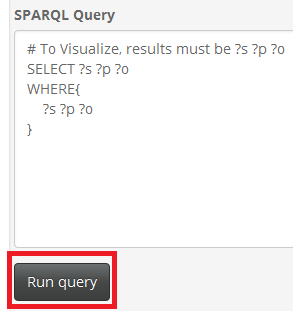 SPARQL Query
# To Visualize, results must be ?s ?p ?o
SELECT ?s ?p ?o
WHERE{
    ?s ?p ?o
}
Run query